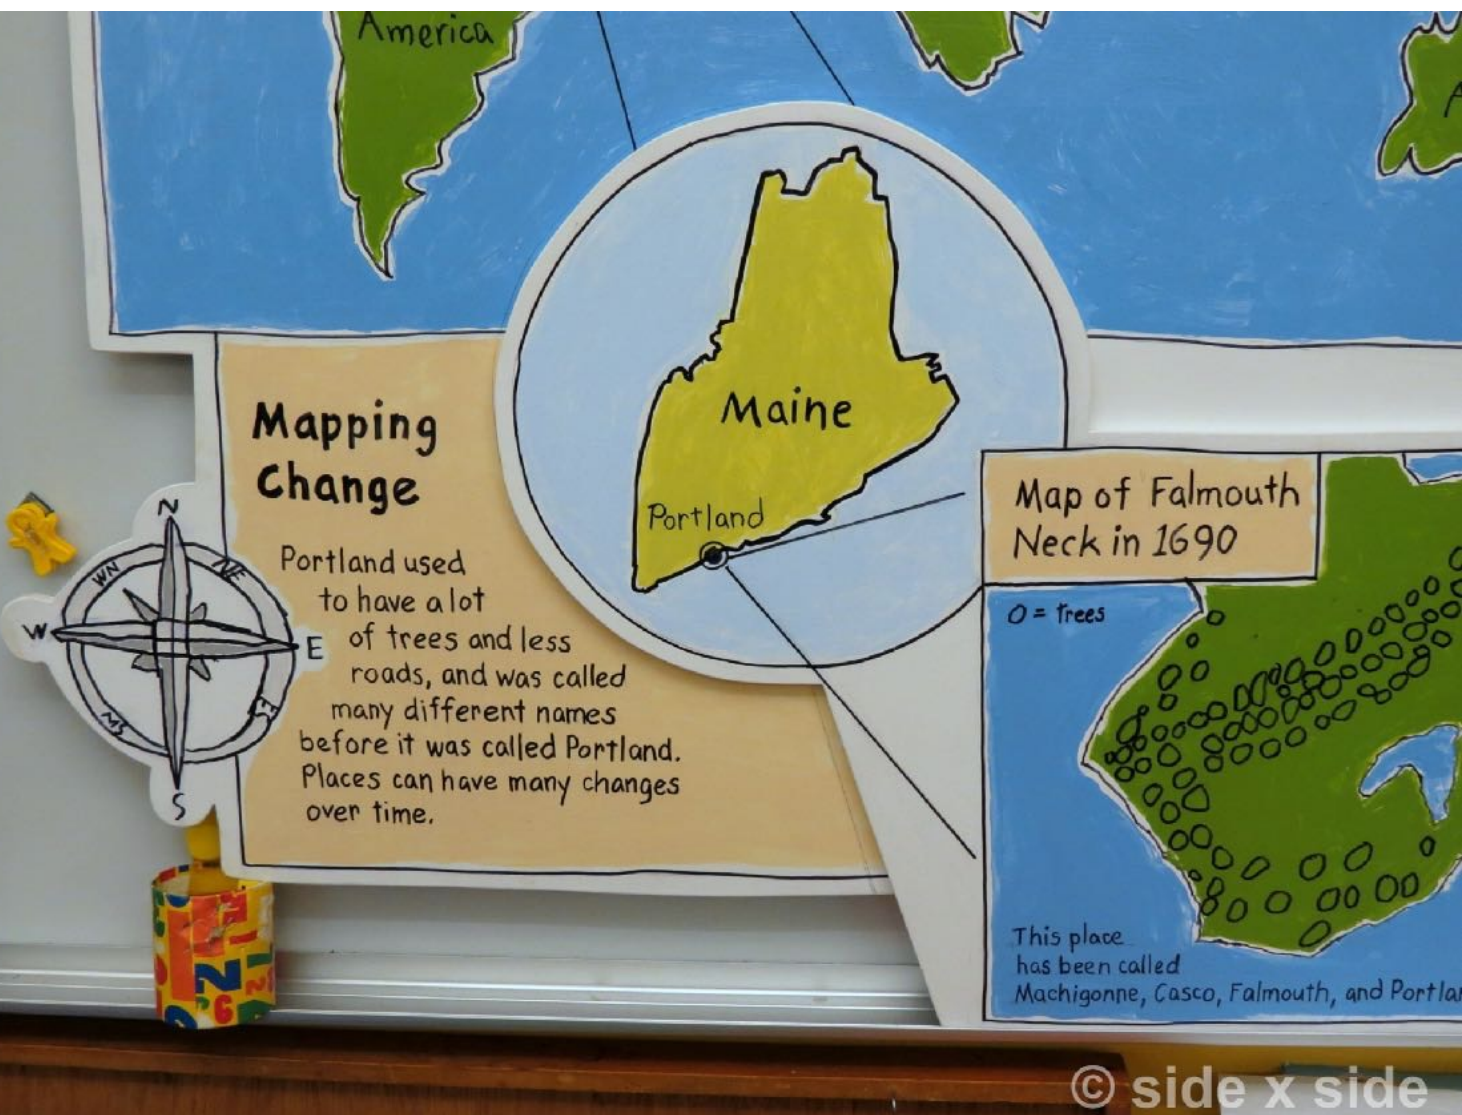 America
A
Maine
Portland
Mapping
Change
Portland used
to have a lot
of trees and less
roads, and was called
many different names
before it was called Portland.
Places can have many changes
over time.
N
NE
E
SE
S
W
WN
Map of Falmouth
Neck in 1690
O = trees
This place
has been called
Machigonne, Casco, Falmouth, and
© side x side